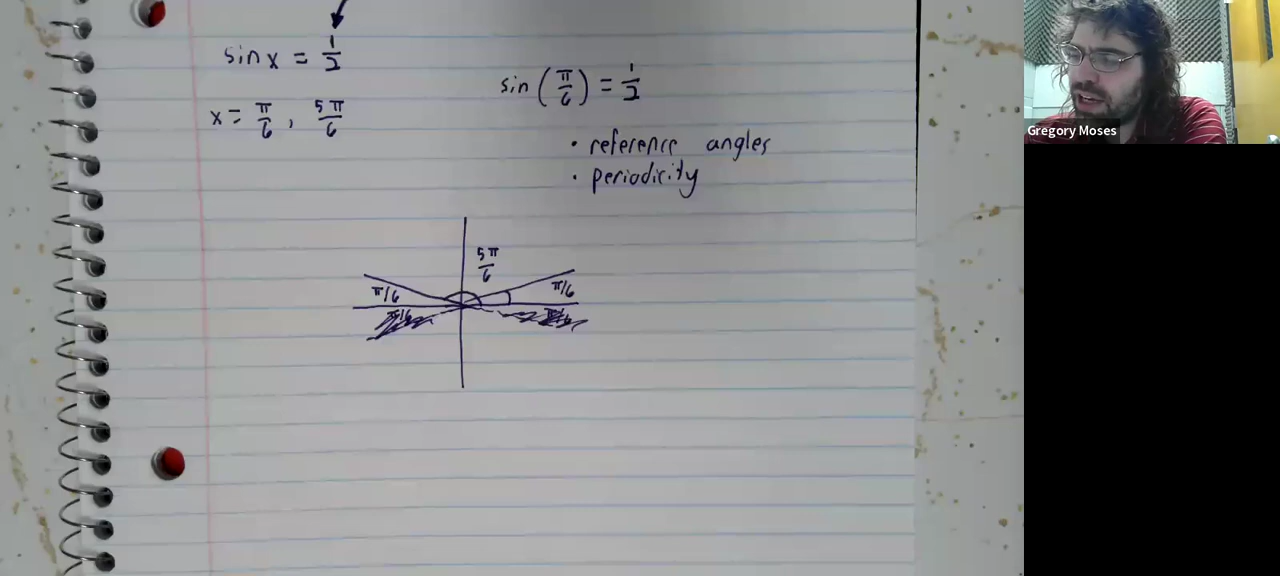 sin x = 1/2
x = π/6, 5π/6
sin (π/6) = 1/2
• reference angles
• periodicity
5π/6
π/6 π/6
Gregory Moses